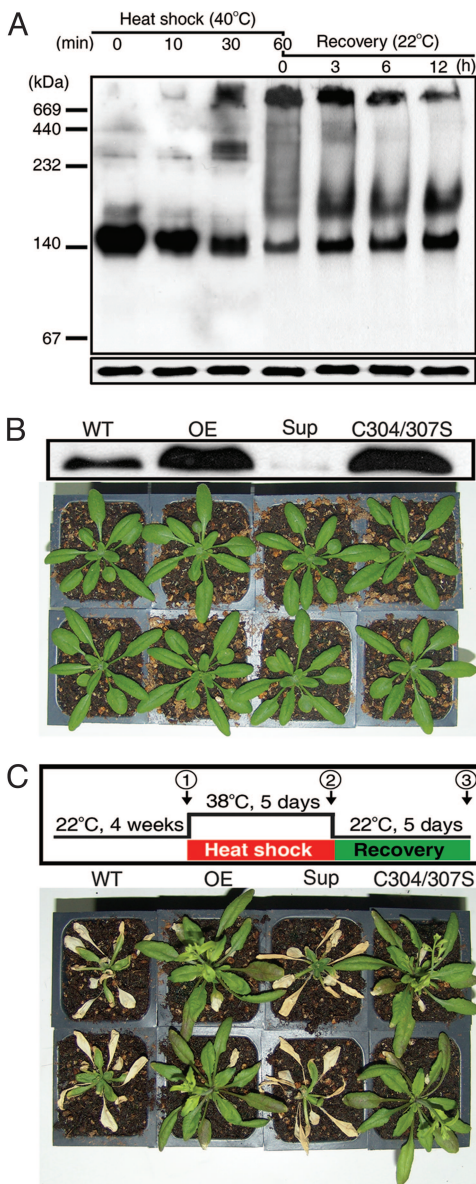 A
Heat shock (40°C)
Recovery (22°C)
(min) 0 10 30 60
0 3 6 12 (h)
(kDa)
669
440
232
140
67
B
WT OE Sup C304/307S
C
1 2 3
38°C, 5 days
22°C, 4 weeks 22°C, 5 days
Heat shock Recovery
WT OE Sup C304/307S